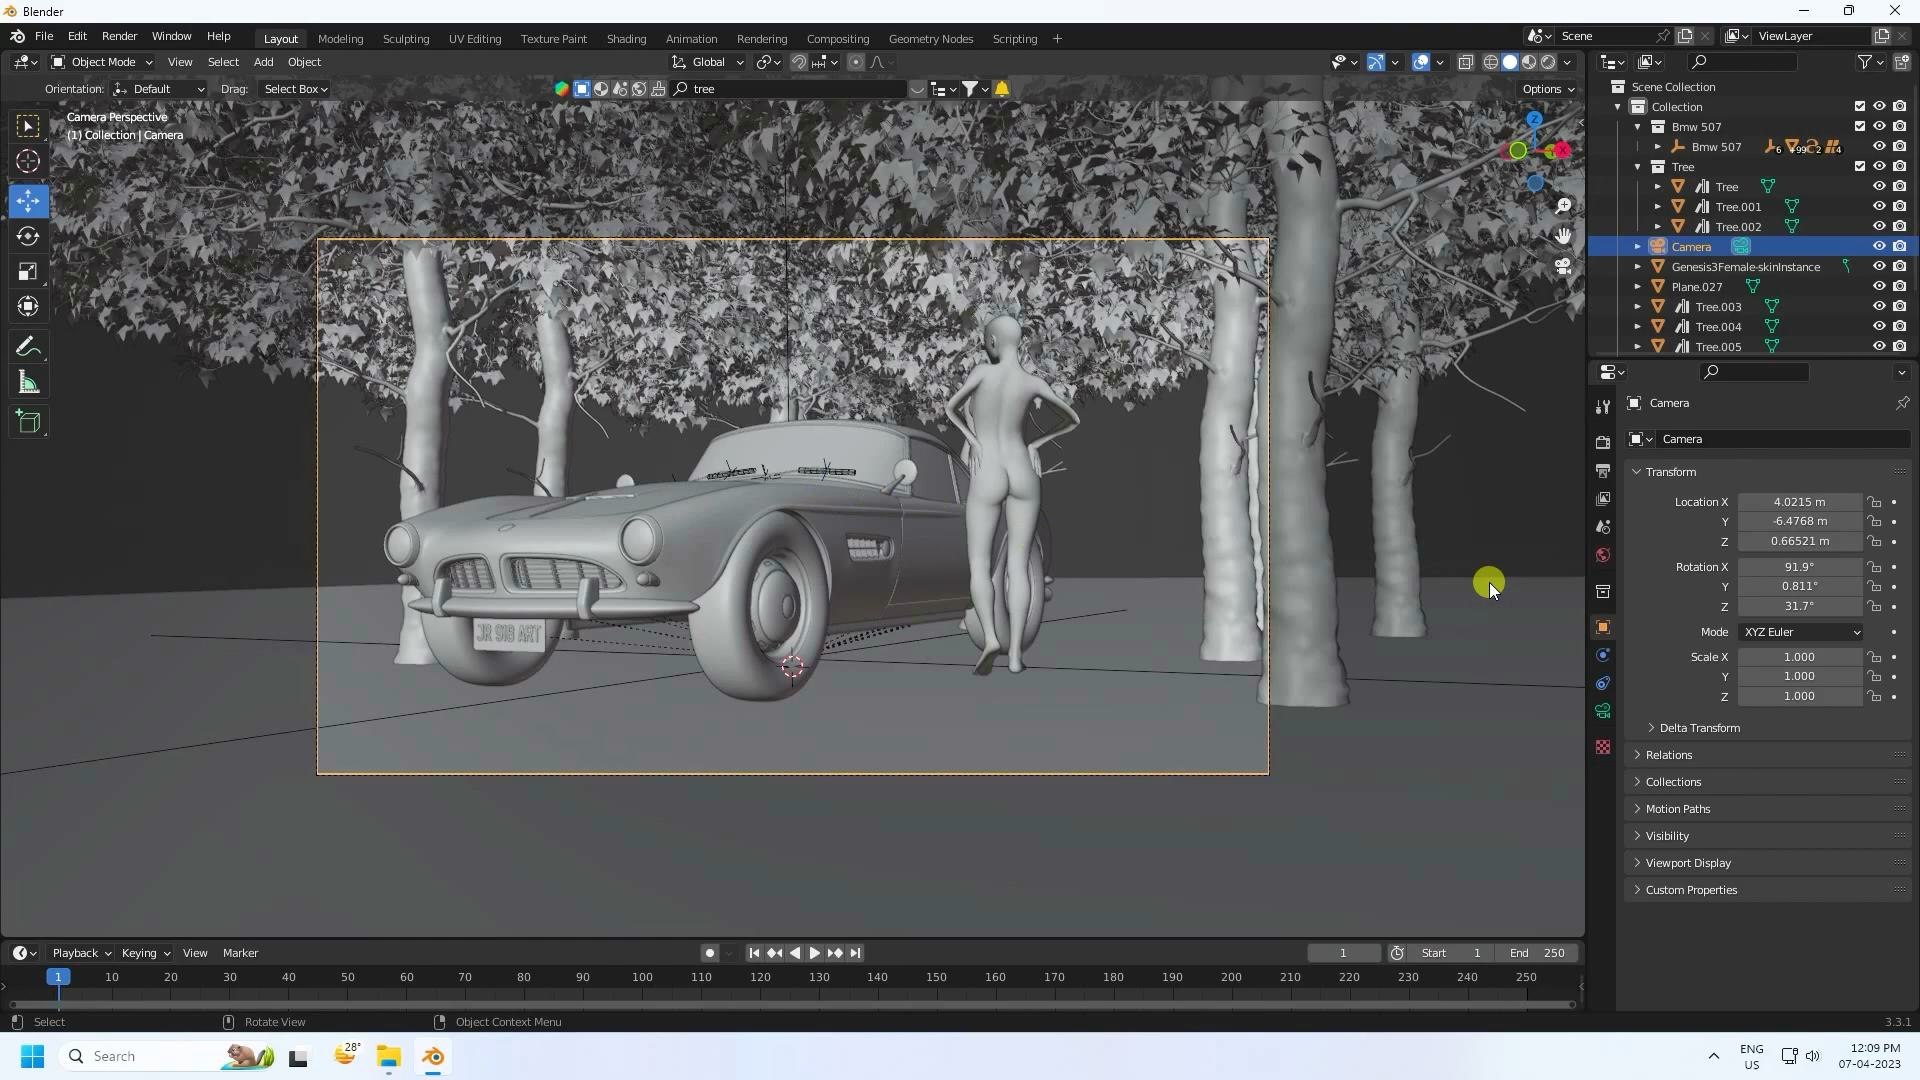 Blender
File Edit Render Window Help Layout Modeling Sculpting UV Editing Texture Paint Shading Animation Rendering Compositing Geometry Nodes Scripting + Scene ViewLayer
Object Mode View Select Add Object Global
Orientation: Default Drag: Select Box tree Options
Camera Perspective
(1) Collection | Camera
Z
X
JR 91B ART
Scene Collection
Collection
Bmw 507
Bmw 507 6 +99 2 4
Tree
Tree
Tree.001
Tree.002
Camera
Genesis3Female-skinInstance
Plane.027
Tree.003
Tree.004
Tree.005
Camera
Camera
Transform
Location X 4.0215 m
Y -6.4768 m
Z 0.66521 m
Rotation X 91.9°
Y 0.811°
Z 31.7°
Mode XYZ Euler
Scale X 1.000
Y 1.000
Z 1.000
Delta Transform
Relations
Collections
Motion Paths
Visibility
Viewport Display
Custom Properties
Playback Keying View Marker 1 Start 1 End 250
1 10 20 30 40 50 60 70 80 90 100 110 120 130 140 150 160 170 180 190 200 210 220 230 240 250
Select Rotate View Object Context Menu 3.3.1
Search 28° ENG US 12:09 PM 07-04-2023